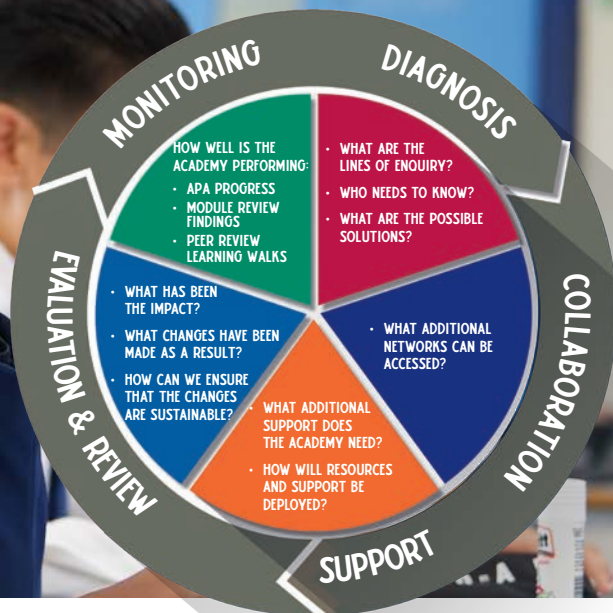 MONITORING
DIAGNOSIS
COLLABORATION
SUPPORT
EVALUATION & REVIEW
HOW WELL IS THE
ACADEMY PERFORMING:
• APA PROGRESS
• MODULE REVIEW
FINDINGS
• PEER REVIEW
LEARNING WALKS
• WHAT ARE THE
LINES OF ENQUIRY?
• WHO NEEDS TO KNOW?
• WHAT ARE THE POSSIBLE
SOLUTIONS?
• WHAT ADDITIONAL
NETWORKS CAN BE
ACCESSED?
• WHAT ADDITIONAL
SUPPORT DOES
THE ACADEMY NEED?
• HOW WILL RESOURCES
AND SUPPORT BE
DEPLOYED?
• WHAT HAS BEEN
THE IMPACT?
• WHAT CHANGES HAVE BEEN
MADE AS A RESULT?
• HOW CAN WE ENSURE
THAT THE CHANGES
ARE SUSTAINABLE?